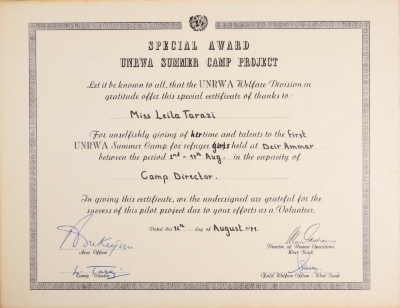 SPECIAL AWARD
UNRWA SUMMER CAMP PROJECT
Let it be known to all, that the UNRWA Welfare Division in
gratitude offer this special certificate of thanks to:
Miss Leila Tarazi
For unselfishly giving of her time and talents to the First
UNRWA Summer Camp for refugee girls held at Deir Ammar
between the period 2nd - 17th Aug. in the capacity of
Camp Director.
In giving this certificate, we the undersigned are grateful for the
success of this pilot project due to your efforts as a Volunteer.
Dated this 16th day of August 1971.
Area Officer
Director of Unrwa Operations
West Bank
L. Tarazi
Camp Director
Field Welfare Officer - West Bank